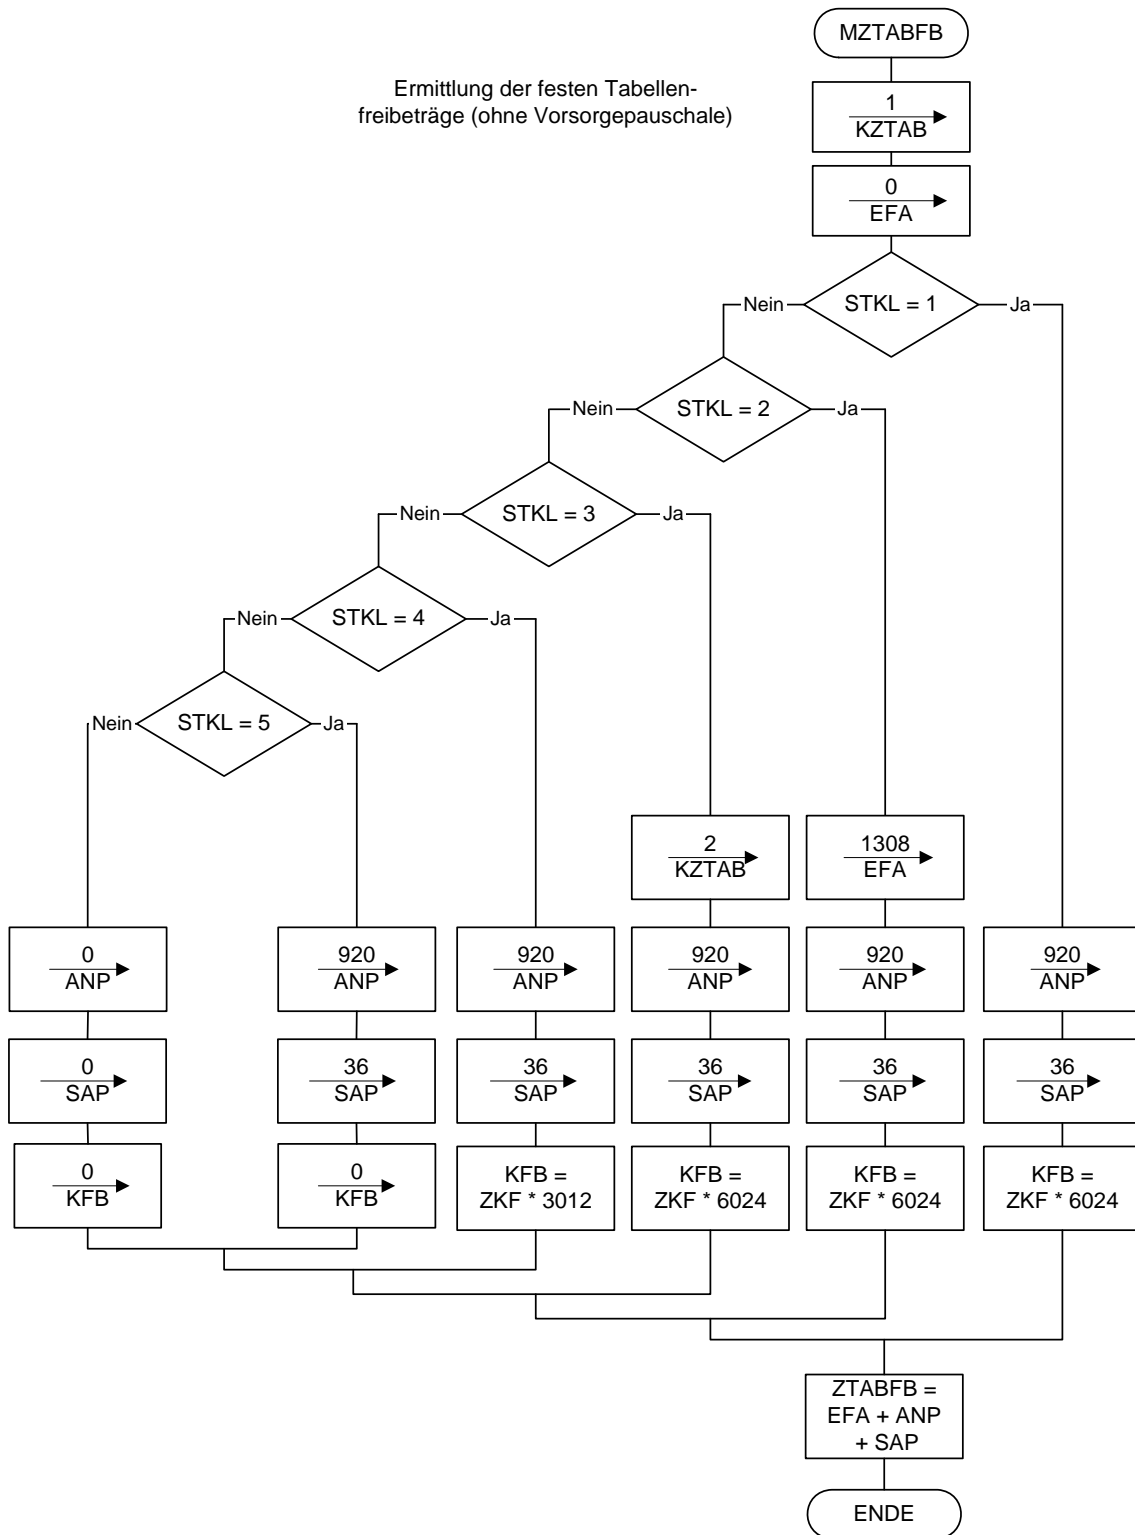 MZTABFB
Ermittlung der festen Tabellen-
freibeträge (ohne Vorsorgepauschale)
1
KZTAB
0
EFA
Nein
STKL = 1
Ja
Nein
STKL = 2
Ja
Nein
STKL = 3
Ja
Nein
STKL = 4
Ja
Nein
STKL = 5
Ja
2
KZTAB
1308
EFA
0
ANP
920
ANP
920
ANP
920
ANP
920
ANP
920
ANP
0
SAP
36
SAP
36
SAP
36
SAP
36
SAP
36
SAP
0
KFB
0
KFB
KFB =
ZKF * 3012
KFB =
ZKF * 6024
KFB =
ZKF * 6024
KFB =
ZKF * 6024
ZTABFB =
EFA + ANP
+ SAP
ENDE